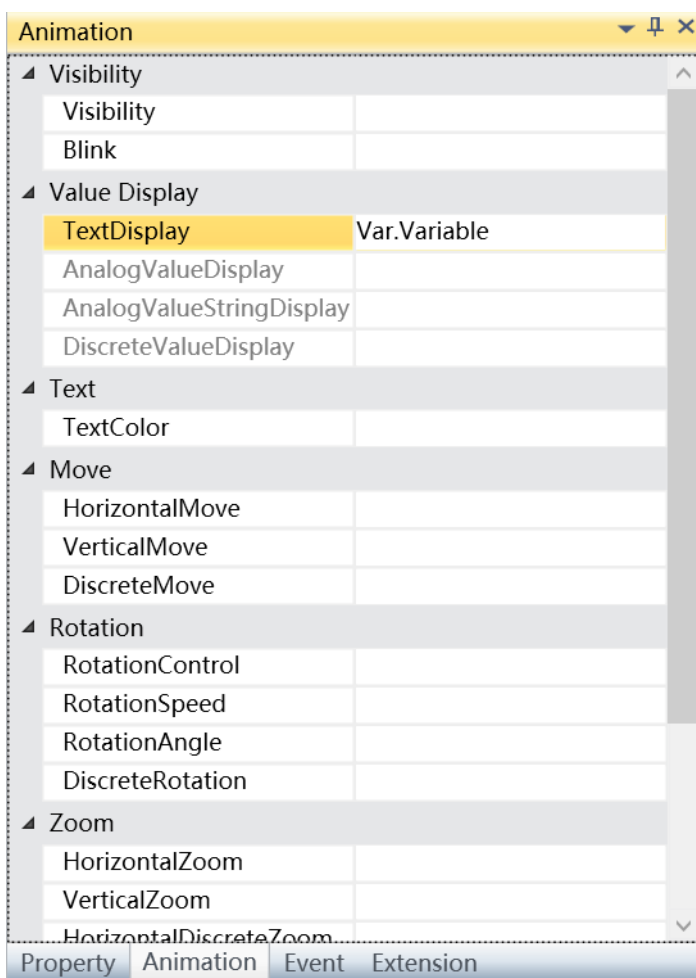 Animation
Visibility
Visibility
Blink
Value Display
TextDisplay Var.Variable
AnalogValueDisplay
AnalogValueStringDisplay
DiscreteValueDisplay
Text
TextColor
Move
HorizontalMove
VerticalMove
DiscreteMove
Rotation
RotationControl
RotationSpeed
RotationAngle
DiscreteRotation
Zoom
HorizontalZoom
VerticalZoom
HorizontalDiscreteZoom
Property Animation Event Extension